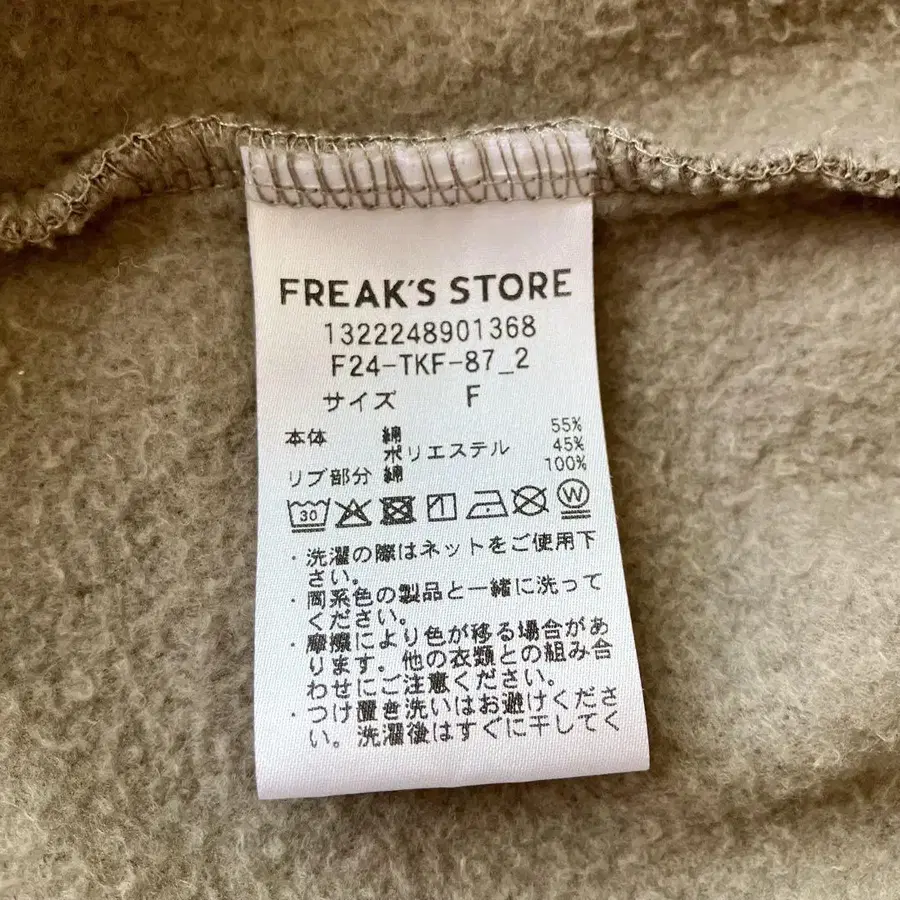 FREAK'S STORE
1322248901368
F24-TKF-87_2
サイズ F
本体 綿 55%
ポリエステル 45%
リブ部分 綿 100%
30 W
・洗濯の際はネットをご使用下
さい。
・同系色の製品と一緒に洗って
ください。
・摩擦により色が移る場合があ
ります。他の衣類との組み合
わせにご注意ください。
・つけ置き洗いはお避けくださ
い。洗濯後はすぐに干してく